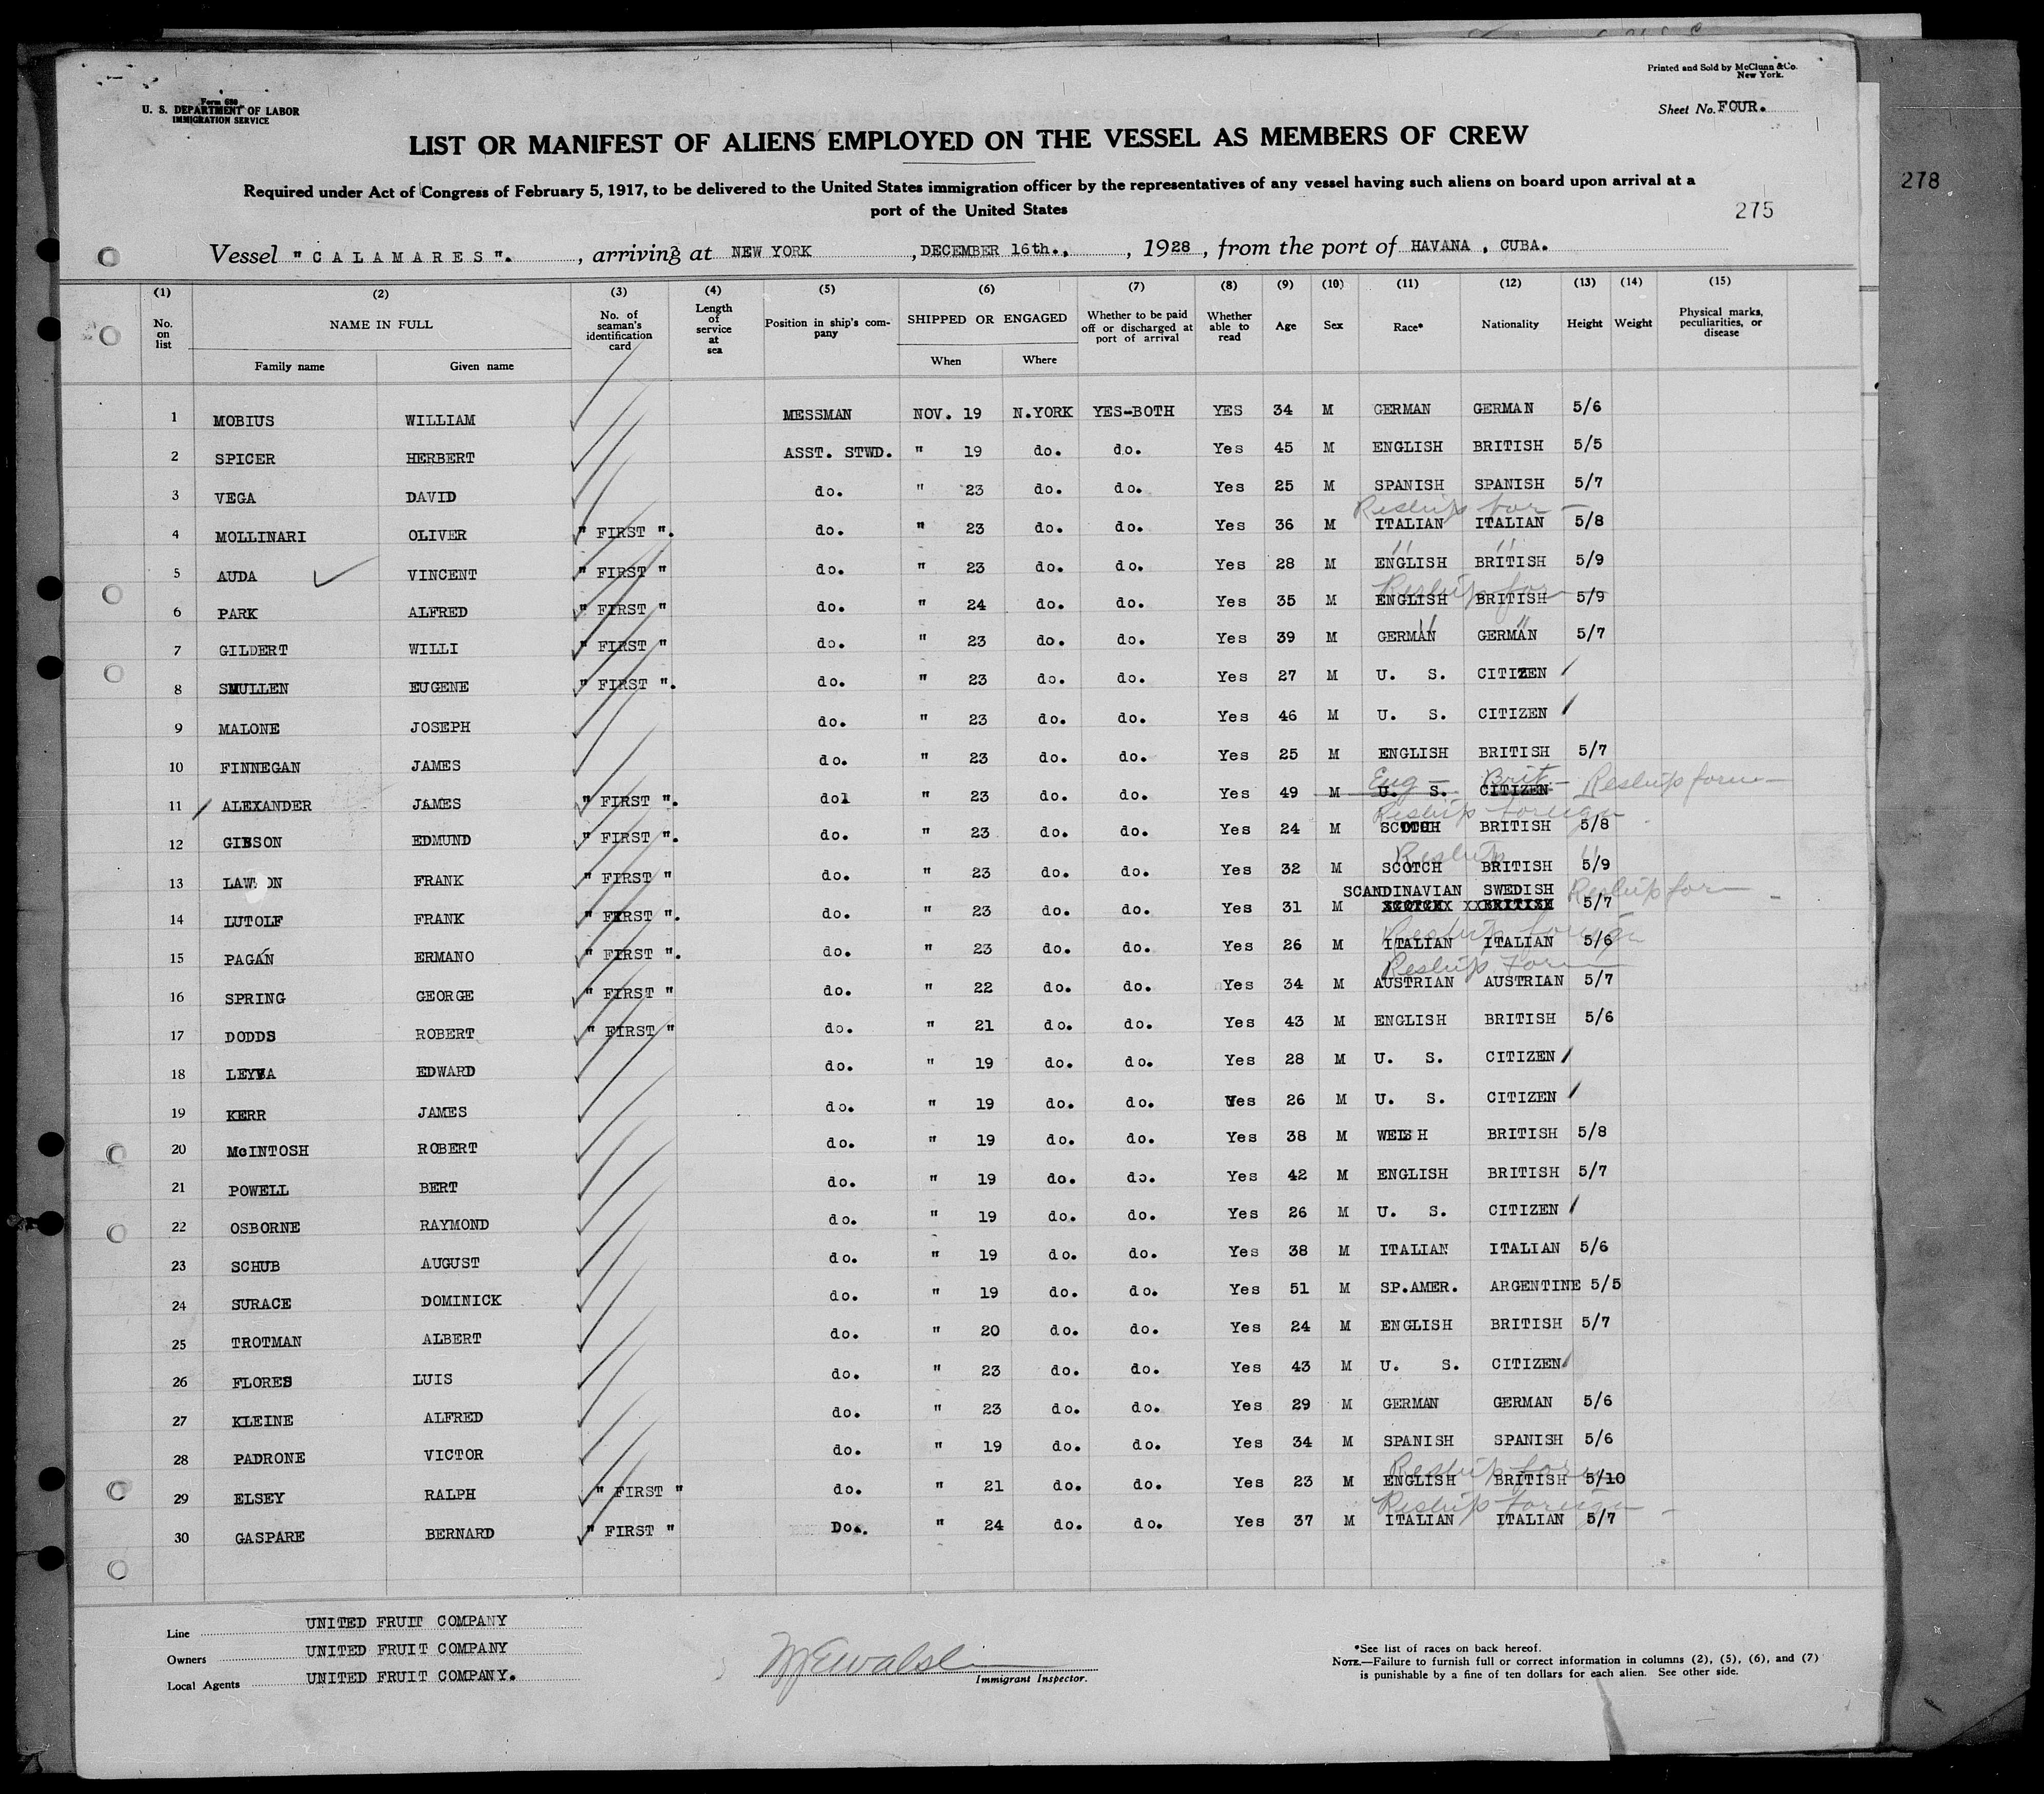 Printed and Sold by McClunn & Co.
New York.
Form 680
U. S. DEPARTMENT OF LABOR
IMMIGRATION SERVICE
Sheet No. FOUR.
LIST OR MANIFEST OF ALIENS EMPLOYED ON THE VESSEL AS MEMBERS OF CREW
Required under Act of Congress of February 5, 1917, to be delivered to the United States immigration officer by the representatives of any vessel having such aliens on board upon arrival at a
port of the United States
278
275
Vessel "CALAMARES". , arriving at NEW YORK , DECEMBER 16th., , 1928 , from the port of HAVANA , CUBA.
(1) (2) (3) (4) (5) (6) (7) (8) (9) (10) (11) (12) (13) (14) (15)
No. on list NAME IN FULL No. of seaman's identification card Length of service at sea Position in ship's company SHIPPED OR ENGAGED Whether to be paid off or discharged at port of arrival Whether able to read Age Sex Race* Nationality Height Weight Physical marks, peculiarities, or disease
Family name Given name When Where
1 MOBIUS WILLIAM MESSMAN NOV. 19 N.YORK YES-BOTH YES 34 M GERMAN GERMAN 5/6
2 SPICER HERBERT ASST. STWD. " 19 do. do. Yes 45 M ENGLISH BRITISH 5/5
3 VEGA DAVID do. " 23 do. do. Yes 25 M SPANISH SPANISH 5/7
Reship for
4 MOLLINARI OLIVER " FIRST ". do. " 23 do. do. Yes 36 M ITALIAN ITALIAN 5/8
" "
5 AUDA VINCENT " FIRST " do. " 23 do. do. Yes 28 M ENGLISH BRITISH 5/9
Reship for
6 PARK ALFRED " FIRST " do. " 24 do. do. Yes 35 M ENGLISH BRITISH 5/9
" "
7 GILDERT WILLI " FIRST " do. " 23 do. do. Yes 39 M GERMAN GERMAN 5/7
8 SMULLEN EUGENE " FIRST ". do. " 23 do. do. Yes 27 M U. S. CITIZEN
9 MALONE JOSEPH do. " 23 do. do. Yes 46 M U. S. CITIZEN
10 FINNEGAN JAMES do. " 23 do. do. Yes 25 M ENGLISH BRITISH 5/7
Eng - Brit - Reship forn
11 ALEXANDER JAMES " FIRST ". dol " 23 do. do. Yes 49 M U. S. CITIZEN
Reship foreign
12 GIBSON EDMUND " FIRST ". do. " 23 do. do. Yes 24 M SCOTCH BRITISH 5/8
Reship "
13 LAW ON FRANK " FIRST " do. " 23 do. do. Yes 32 M SCOTCH BRITISH 5/9
SCANDINAVIAN SWEDISH Reship for
14 LUTOLF FRANK " FIRST ". do. " 23 do. do. Yes 31 M SCOTCH BRITISH 5/7
Reship foreign
15 PAGAN ERMANO " FIRST ". do. " 23 do. do. Yes 26 M ITALIAN ITALIAN 5/6
Reship For
16 SPRING GEORGE " FIRST " do. " 22 do. do. Yes 34 M AUSTRIAN AUSTRIAN 5/7
17 DODDS ROBERT " FIRST " do. " 21 do. do. Yes 43 M ENGLISH BRITISH 5/6
18 LEYVA EDWARD do. " 19 do. do. Yes 28 M U. S. CITIZEN
19 KERR JAMES do. " 19 do. do. Yes 26 M U. S. CITIZEN
20 McINTOSH ROBERT do. " 19 do. do. Yes 38 M WELSH BRITISH 5/8
21 POWELL BERT do. " 19 do. do. Yes 42 M ENGLISH BRITISH 5/7
22 OSBORNE RAYMOND do. " 19 do. do. Yes 26 M U. S. CITIZEN
23 SCHUB AUGUST do. " 19 do. do. Yes 38 M ITALIAN ITALIAN 5/6
24 SURACE DOMINICK do. " 19 do. do. Yes 51 M SP.AMER. ARGENTINE 5/5
25 TROTMAN ALBERT do. " 20 do. do. Yes 24 M ENGLISH BRITISH 5/7
26 FLORES LUIS do. " 23 do. do. Yes 43 M U. S. CITIZEN
27 KLEINE ALFRED do. " 23 do. do. Yes 29 M GERMAN GERMAN 5/6
28 PADRONE VICTOR do. " 19 do. do. Yes 34 M SPANISH SPANISH 5/6
Reship for
29 ELSEY RALPH " FIRST " do. " 21 do. do. Yes 23 M ENGLISH BRITISH 5/10
Reship foreign
30 GASPARE BERNARD " FIRST " Do. " 24 do. do. Yes 37 M ITALIAN ITALIAN 5/7
Line UNITED FRUIT COMPANY
Owners UNITED FRUIT COMPANY
Local Agents UNITED FRUIT COMPANY.
Immigrant Inspector.
*See list of races on back hereof.
NOTE.—Failure to furnish full or correct information in columns (2), (5), (6), and (7)
is punishable by a fine of ten dollars for each alien. See other side.